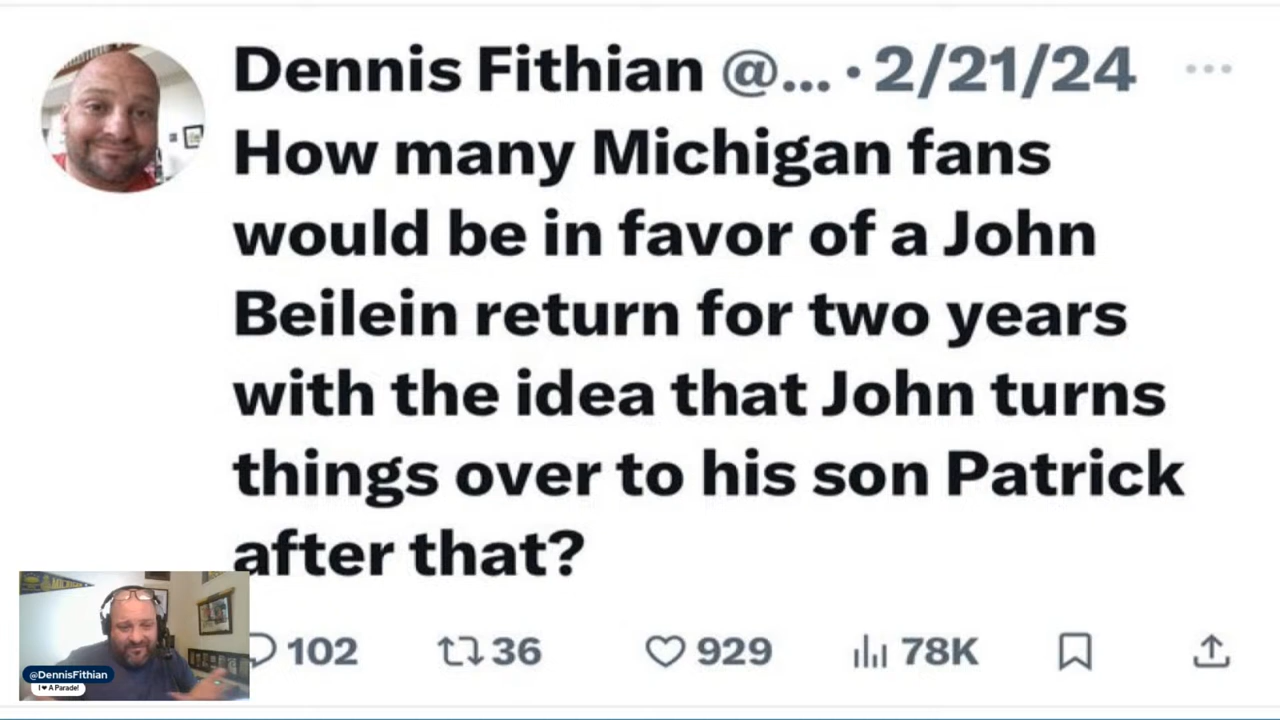 Dennis Fithian @... · 2/21/24
How many Michigan fans
would be in favor of a John
Beilein return for two years
with the idea that John turns
things over to his son Patrick
after that?
102 36 929 78K
@DennisFithian
I ❤ A Parade!